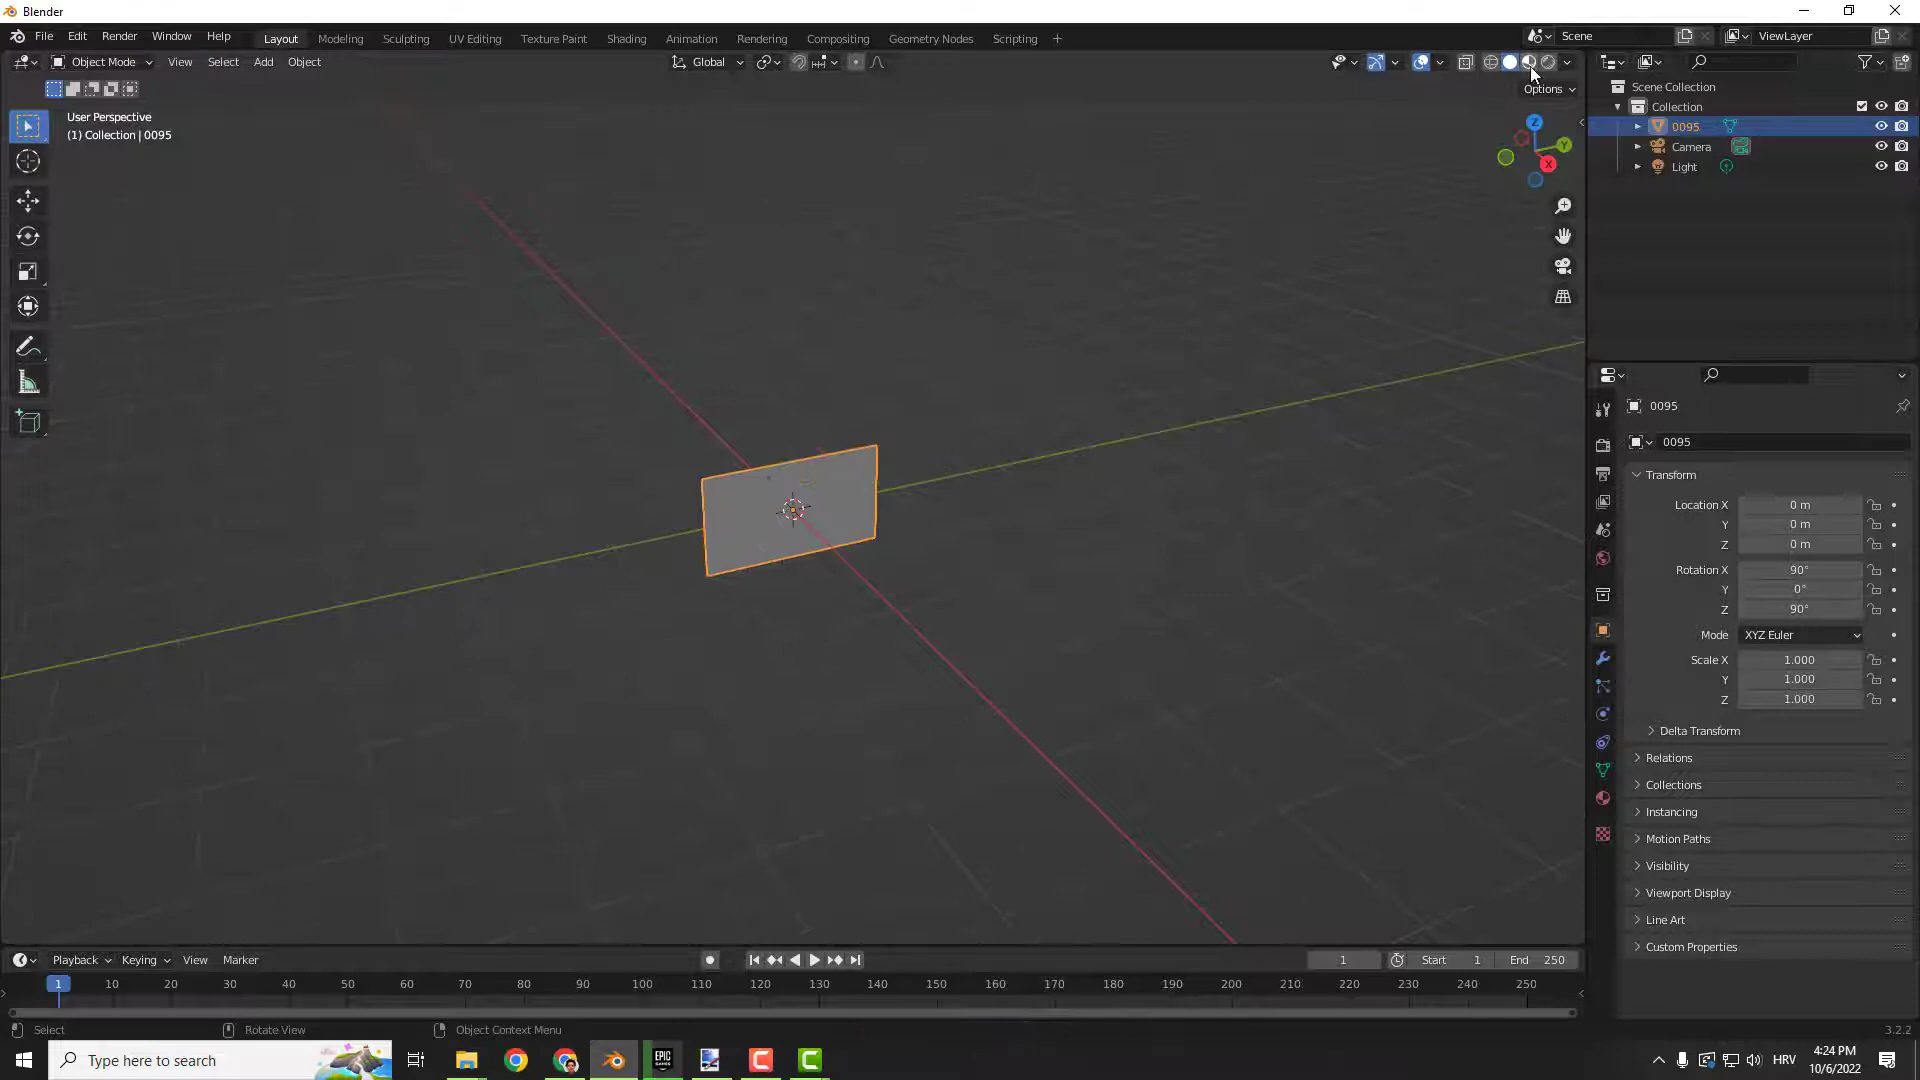 Blender
File Edit Render Window Help Layout Modeling Sculpting UV Editing Texture Paint Shading Animation Rendering Compositing Geometry Nodes Scripting Scene ViewLayer
Object Mode View Select Add Object Global
Options
User Perspective
(1) Collection | 0095
Z
Y
X
Scene Collection
Collection
0095
Camera
Light
0095
0095
Transform
Location X 0 m
Y 0 m
Z 0 m
Rotation X 90°
Y 0°
Z 90°
Mode XYZ Euler
Scale X 1.000
Y 1.000
Z 1.000
Delta Transform
Relations
Collections
Instancing
Motion Paths
Visibility
Viewport Display
Line Art
Custom Properties
Playback Keying View Marker 1 Start 1 End 250
1 10 20 30 40 50 60 70 80 90 100 110 120 130 140 150 160 170 180 190 200 210 220 230 240 250
Select Rotate View Object Context Menu 3.2.2
Type here to search
EPIC GAMES
HRV
4:24 PM
10/6/2022